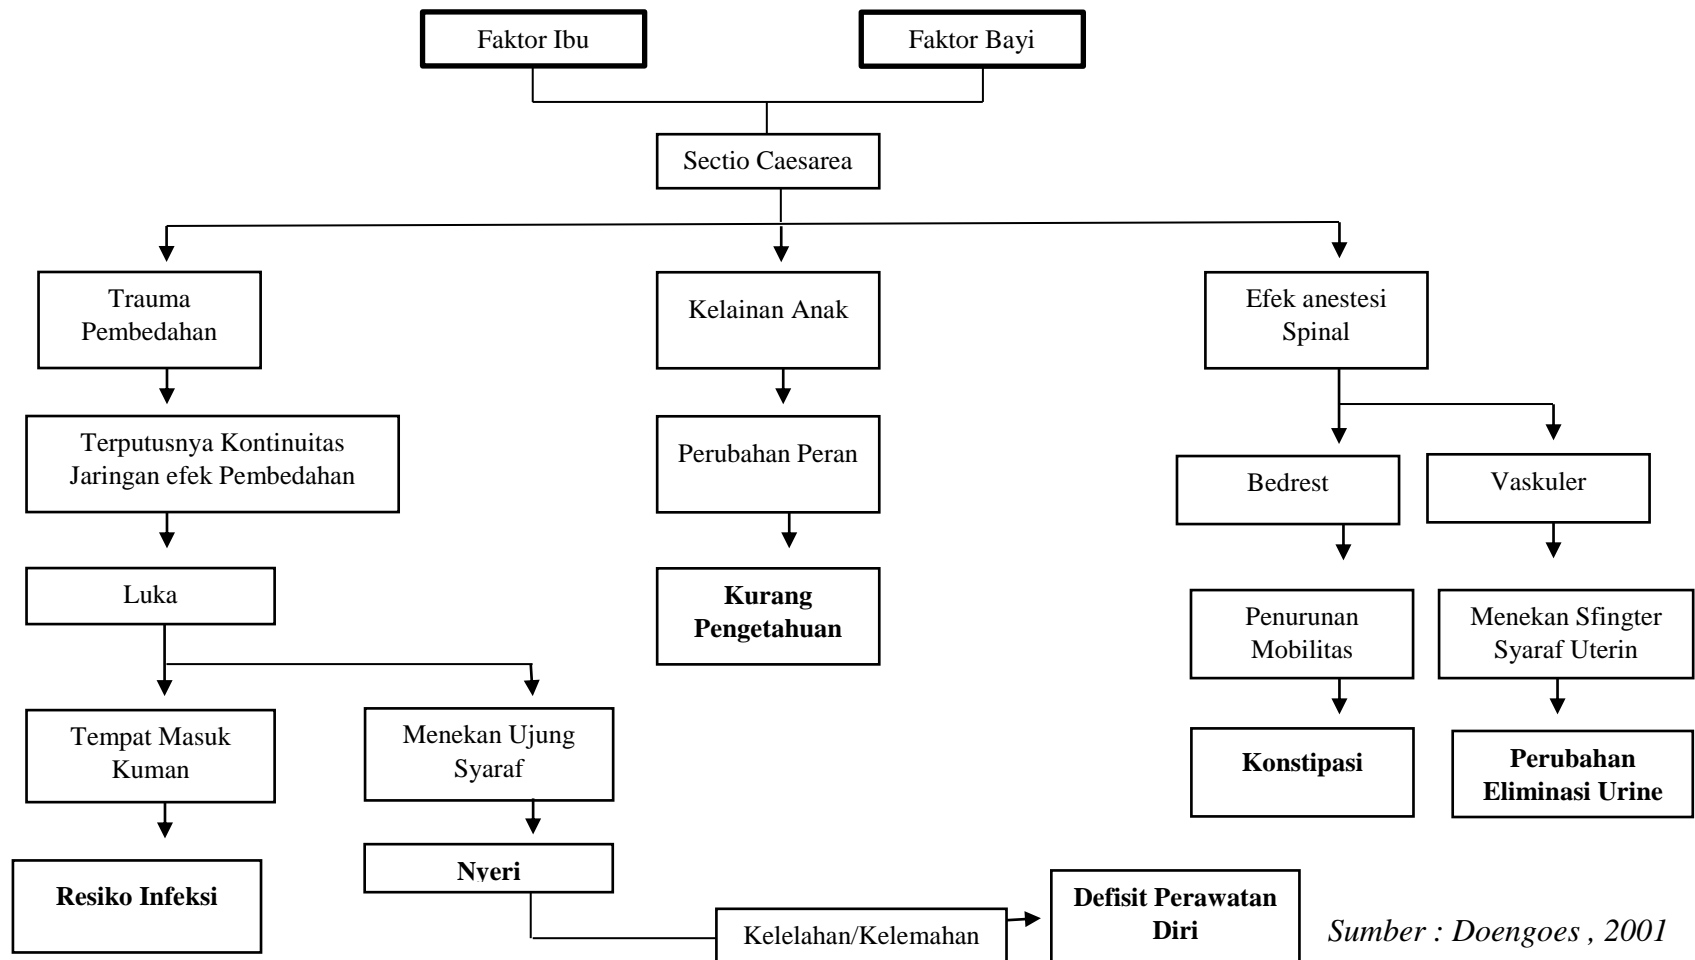 Faktor Ibu
Faktor Bayi
Sectio Caesarea
Trauma
Pembedahan
Kelainan Anak
Efek anestesi
Spinal
Terputusnya Kontinuitas
Jaringan efek Pembedahan
Perubahan Peran
Bedrest
Vaskuler
Luka
Kurang
Pengetahuan
Penurunan
Mobilitas
Menekan Sfingter
Syaraf Uterin
Tempat Masuk
Kuman
Menekan Ujung
Syaraf
Konstipasi
Perubahan
Eliminasi Urine
Resiko Infeksi
Nyeri
Kelelahan/Kelemahan
Defisit Perawatan
Diri
Sumber : Doengoes , 2001